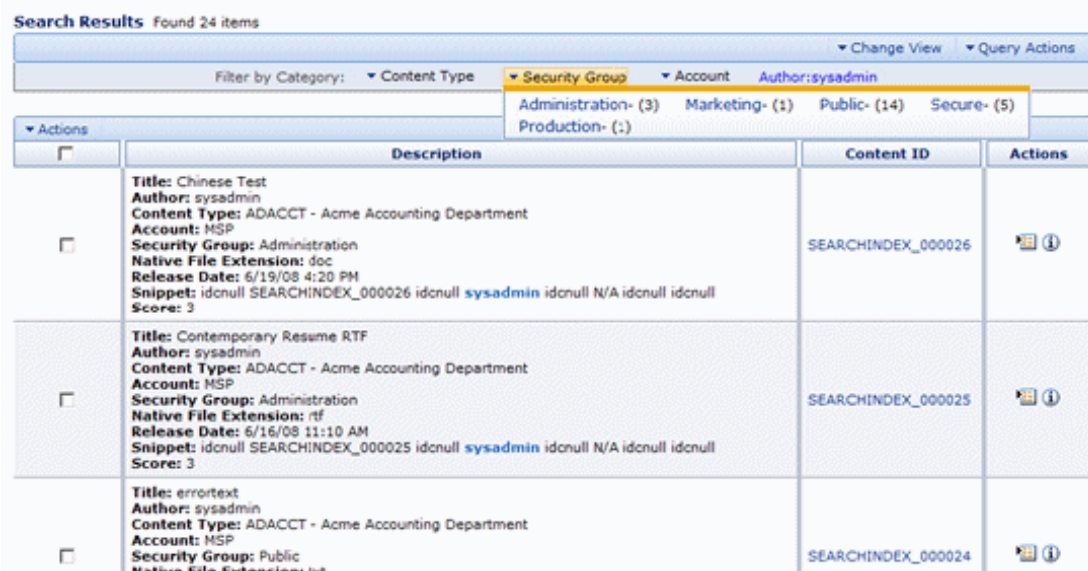 Search Results Found 24 items
Change View Query Actions
Filter by Category: Content Type Security Group Account Author:sysadmin
Administration- (3) Marketing- (1) Public- (14) Secure- (5)
Production- (1)
Actions
Description Content ID Actions
Title: Chinese Test
Author: sysadmin
Content Type: ADACCT - Acme Accounting Department
Account: MSP
Security Group: Administration
Native File Extension: doc
Release Date: 6/19/08 4:20 PM
Snippet: idcnull SEARCHINDEX_000026 idcnull sysadmin idcnull N/A idcnull idcnull
Score: 3
SEARCHINDEX_000026
Title: Contemporary Resume RTF
Author: sysadmin
Content Type: ADACCT - Acme Accounting Department
Account: MSP
Security Group: Administration
Native File Extension: rtf
Release Date: 6/16/08 11:10 AM
Snippet: idcnull SEARCHINDEX_000025 idcnull sysadmin idcnull N/A idcnull idcnull
Score: 3
SEARCHINDEX_000025
Title: errortext
Author: sysadmin
Content Type: ADACCT - Acme Accounting Department
Account: MSP
Security Group: Public
Native File Extension: txt
SEARCHINDEX_000024